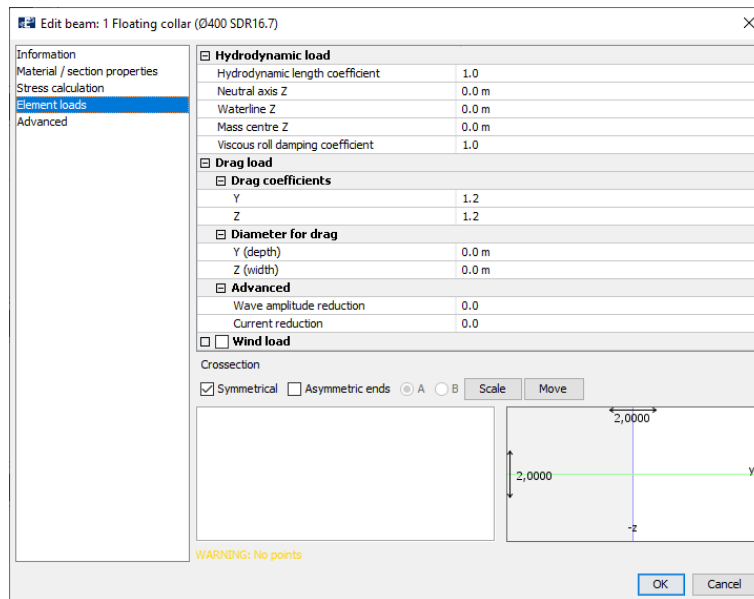 Edit beam: 1 Floating collar (Ø400 SDR16.7)
Information
Material / section properties
Stress calculation
Element loads
Advanced
Hydrodynamic load
Hydrodynamic length coefficient 1.0
Neutral axis Z 0.0 m
Waterline Z 0.0 m
Mass centre Z 0.0 m
Viscous roll damping coefficient 1.0
Drag load
Drag coefficients
Y 1.2
Z 1.2
Diameter for drag
Y (depth) 0.0 m
Z (width) 0.0 m
Advanced
Wave amplitude reduction 0.0
Current reduction 0.0
Wind load
Crossection
Symmetrical Asymmetric ends A B Scale Move
2,0000
2,0000
y
-z
WARNING: No points
OK Cancel